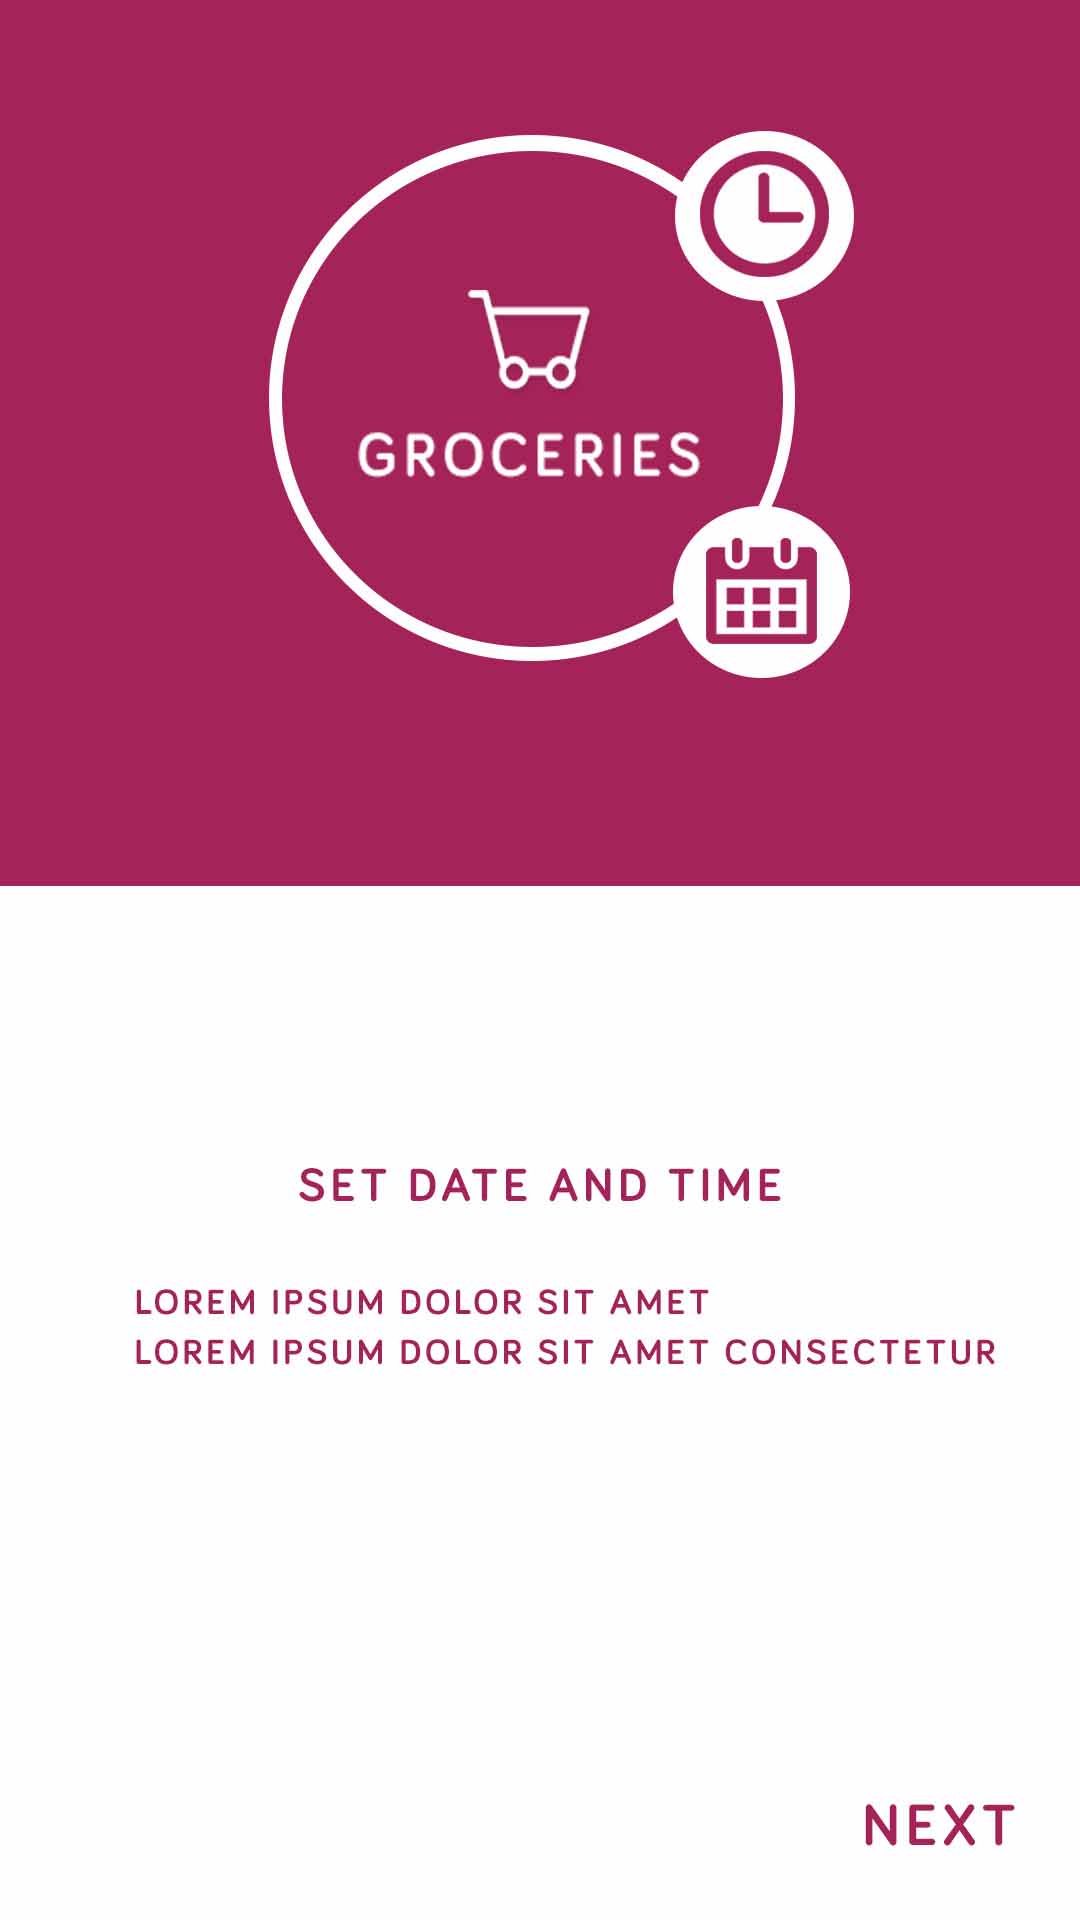 GROCERIES
SET DATE AND TIME
LOREM IPSUM DOLOR SIT AMET
LOREM IPSUM DOLOR SIT AMET CONSECTETUR
NEXT